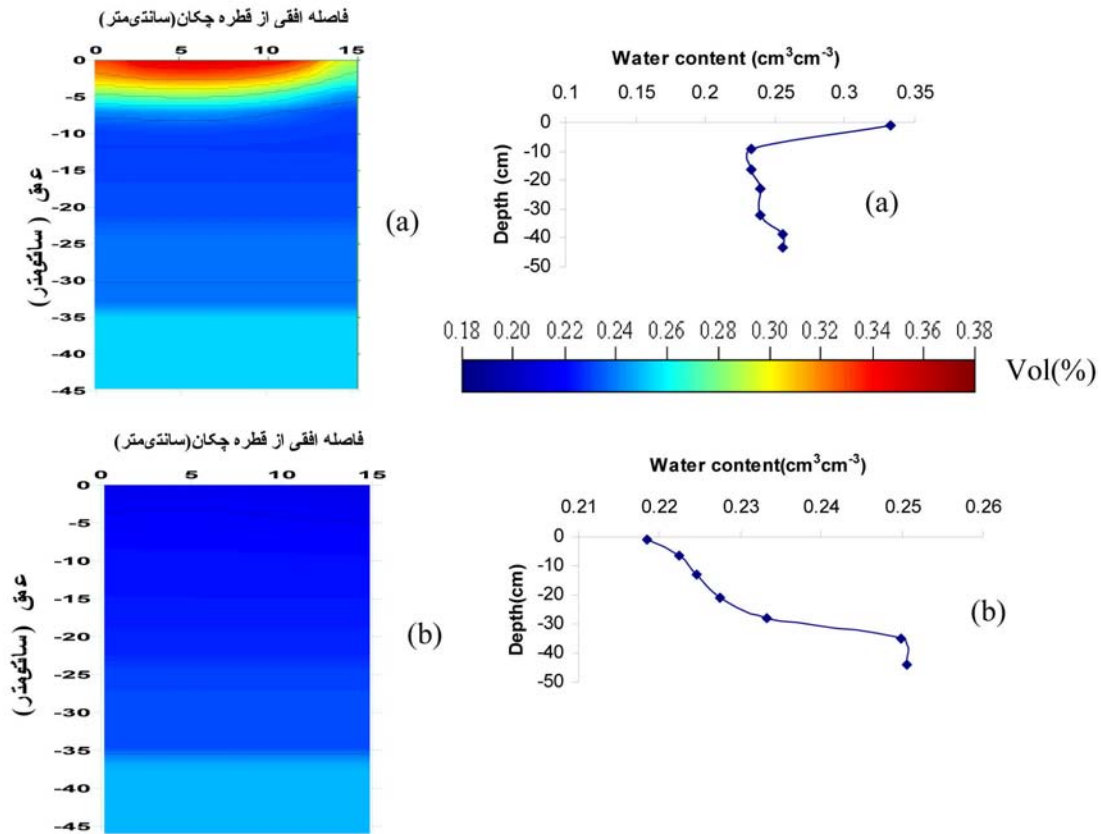 فاصله افقی از قطره چکان(سانتی‌متر)
0 5 10 15
0
-5
-10
-15
-20
-25
-30
-35
-40
-45
عمق (سانتی‌متر)
(a)
Water content (cm³cm⁻³)
0.1 0.15 0.2 0.25 0.3 0.35
0
-10
-20
-30
-40
-50
Depth (cm)
(a)
0.18 0.20 0.22 0.24 0.26 0.28 0.30 0.32 0.34 0.36 0.38
Vol(%)
فاصله افقی از قطره چکان(سانتی‌متر)
0 5 10 15
0
-5
-10
-15
-20
-25
-30
-35
-40
-45
عمق (سانتی‌متر)
(b)
Water content(cm³cm⁻³)
0.21 0.22 0.23 0.24 0.25 0.26
0
-10
-20
-30
-40
-50
Depth(cm)
(b)